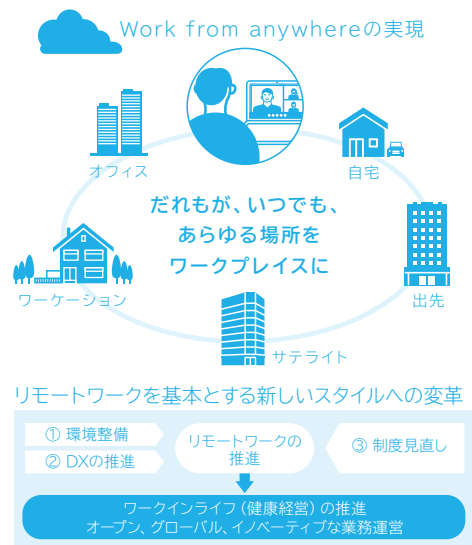 Work from anywhereの実現
オフィス
自宅
だれもが、いつでも、
あらゆる場所を
ワークプレイスに
ワーケーション
出先
サテライト
リモートワークを基本とする新しいスタイルへの変革
① 環境整備
② DXの推進
リモートワークの
推進
③ 制度見直し
ワークインライフ（健康経営）の推進
オープン、グローバル、イノベーティブな業務運営